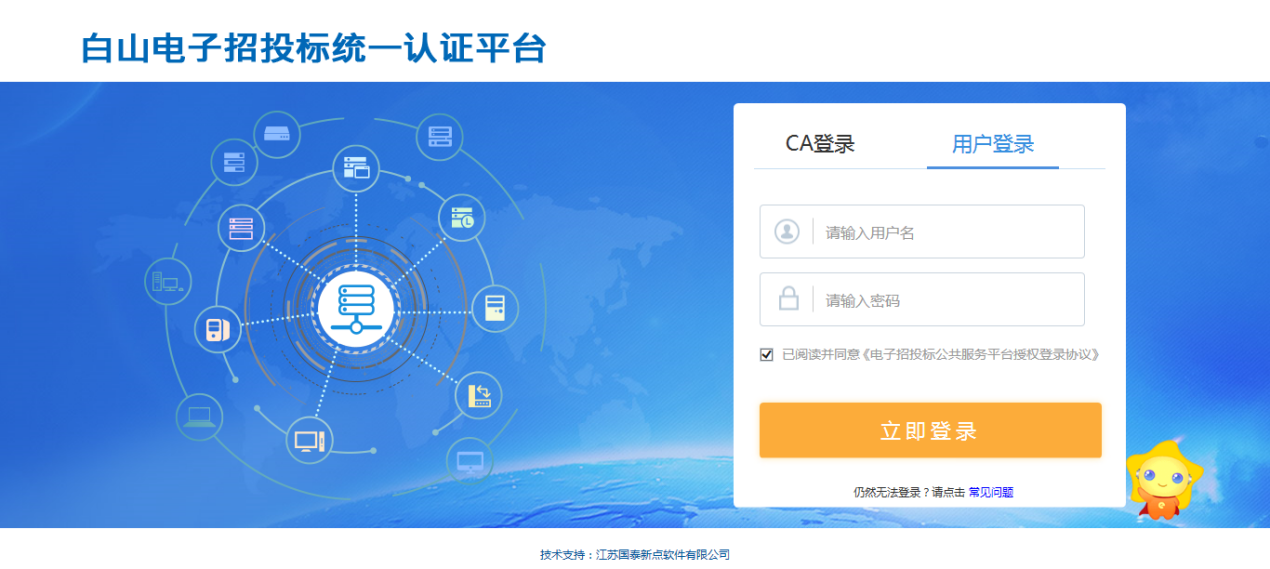 白山电子招投标统一认证平台
CA登录
用户登录
请输入用户名
请输入密码
已阅读并同意《电子招投标公共服务平台授权登录协议》
立即登录
仍然无法登录？请点击 常见问题
技术支持：江苏国泰新点软件有限公司